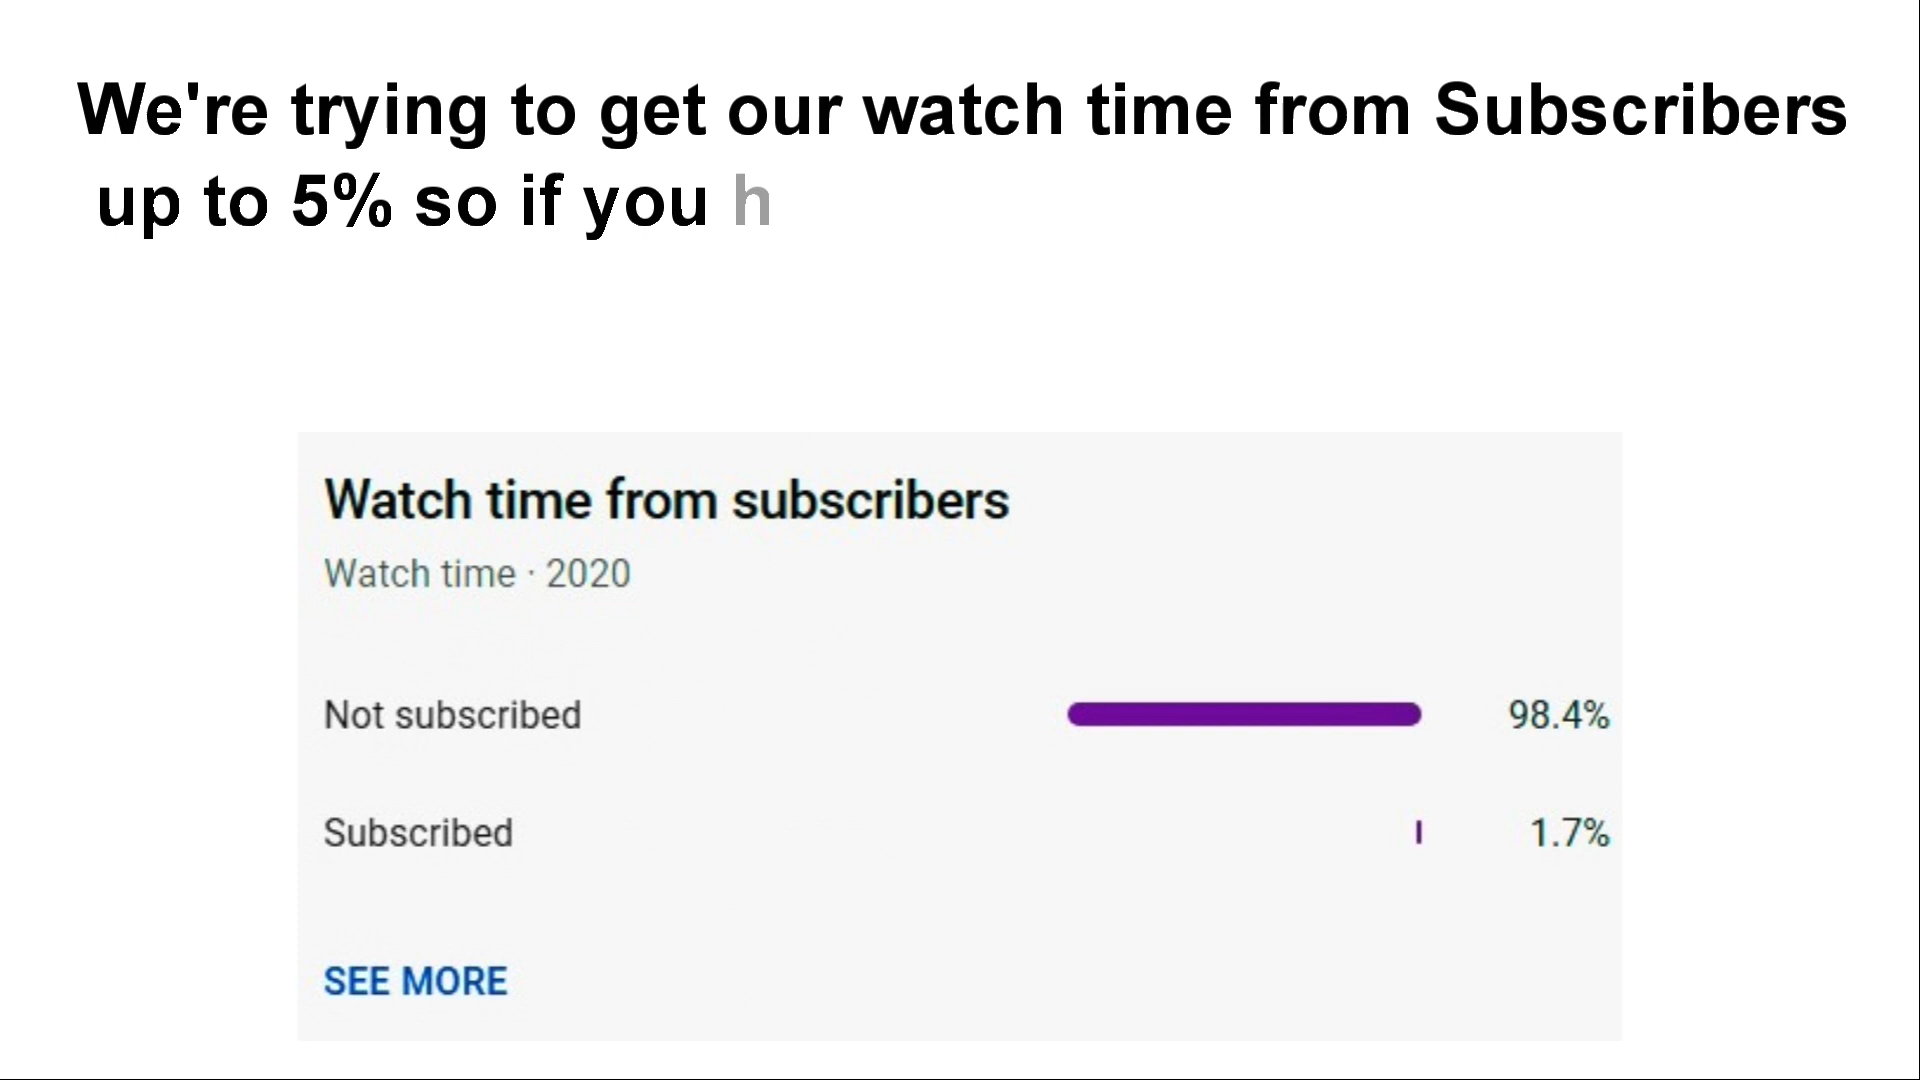 We're trying to get our watch time from Subscribers
up to 5% so if you h
Watch time from subscribers
Watch time · 2020
Not subscribed 98.4%
Subscribed 1.7%
SEE MORE